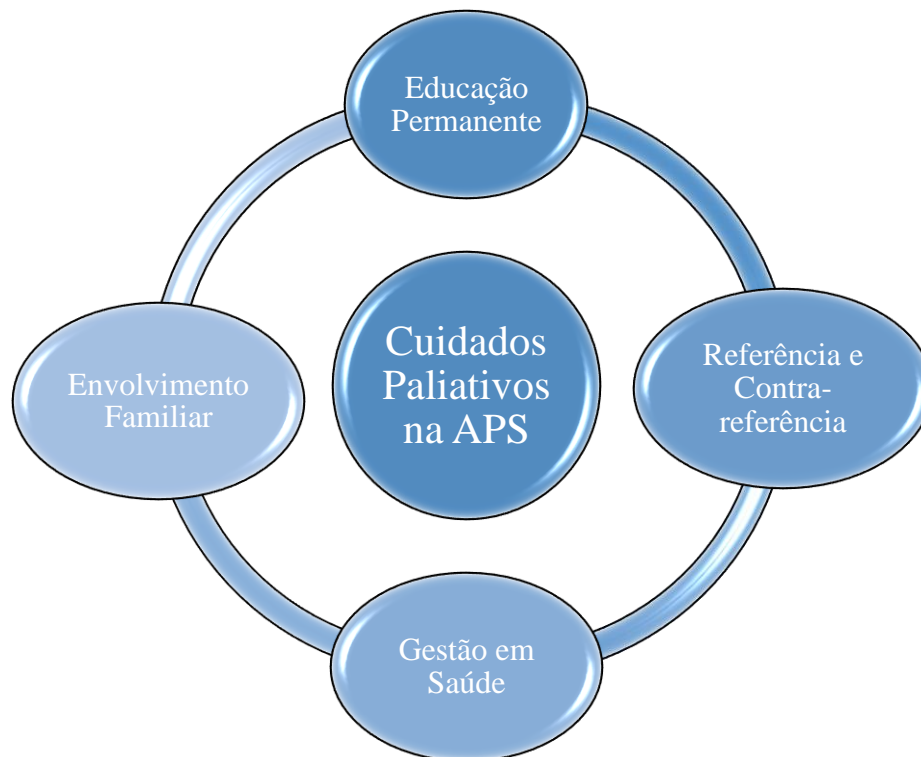 Educação
Permanente
Envolvimento
Familiar
Cuidados
Paliativos
na APS
Referência e
Contra-
referência
Gestão em
Saúde